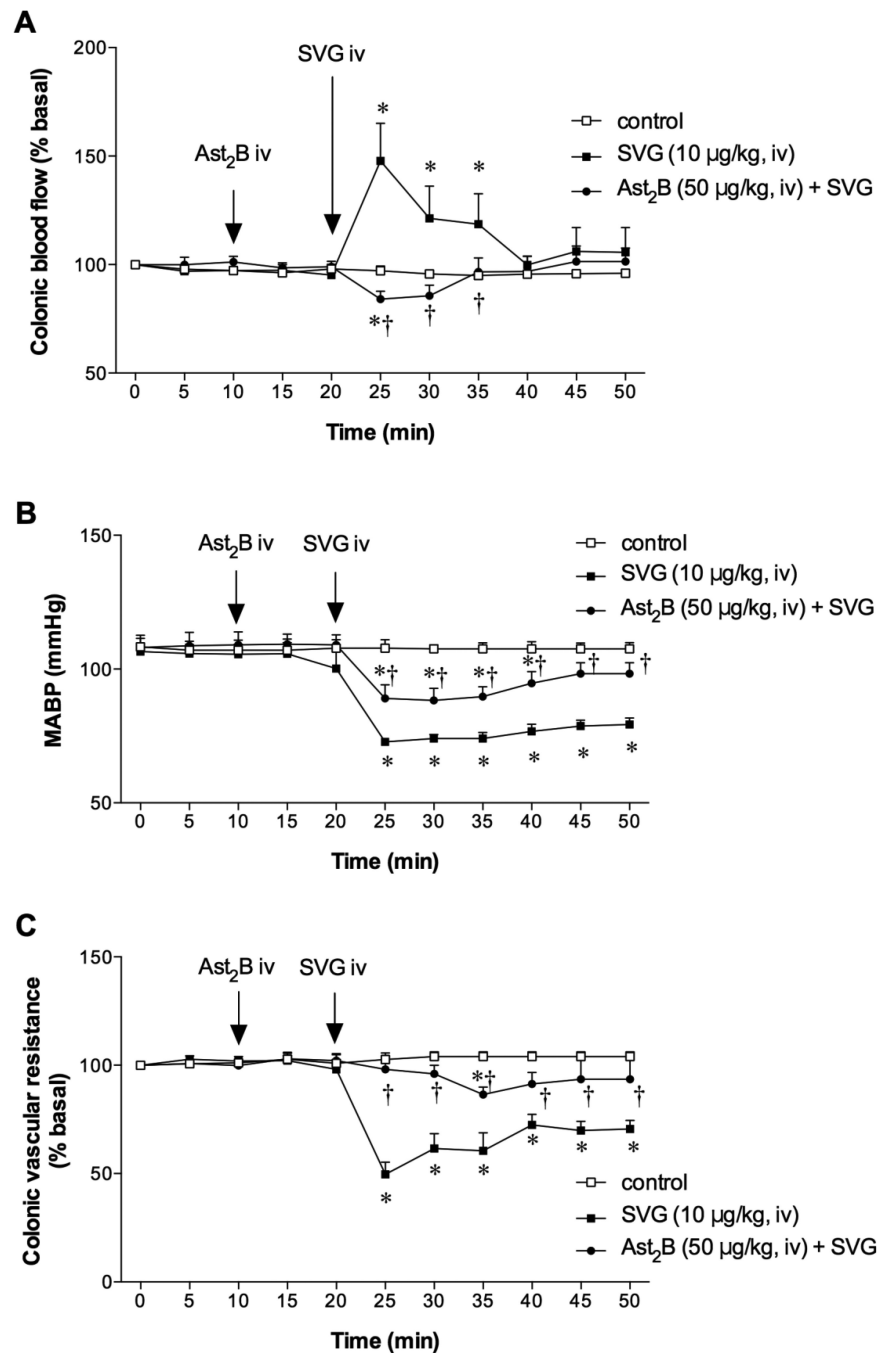 A
Colonic blood flow (% basal)
200
150
100
50
Ast₂B iv
SVG iv
control
SVG (10 µg/kg, iv)
Ast₂B (50 µg/kg, iv) + SVG
*
*
*
*†
†
†
0 5 10 15 20 25 30 35 40 45 50
Time (min)
B
MABP (mmHg)
150
100
50
Ast₂B iv
SVG iv
control
SVG (10 µg/kg, iv)
Ast₂B (50 µg/kg, iv) + SVG
*† *† *† *† † †
* * * * * *
0 5 10 15 20 25 30 35 40 45 50
Time (min)
C
Colonic vascular resistance
(% basal)
150
100
50
0
Ast₂B iv
SVG iv
† † *† † † †
* * * * * *
control
SVG (10 µg/kg, iv)
Ast₂B (50 µg/kg, iv) + SVG
0 5 10 15 20 25 30 35 40 45 50
Time (min)